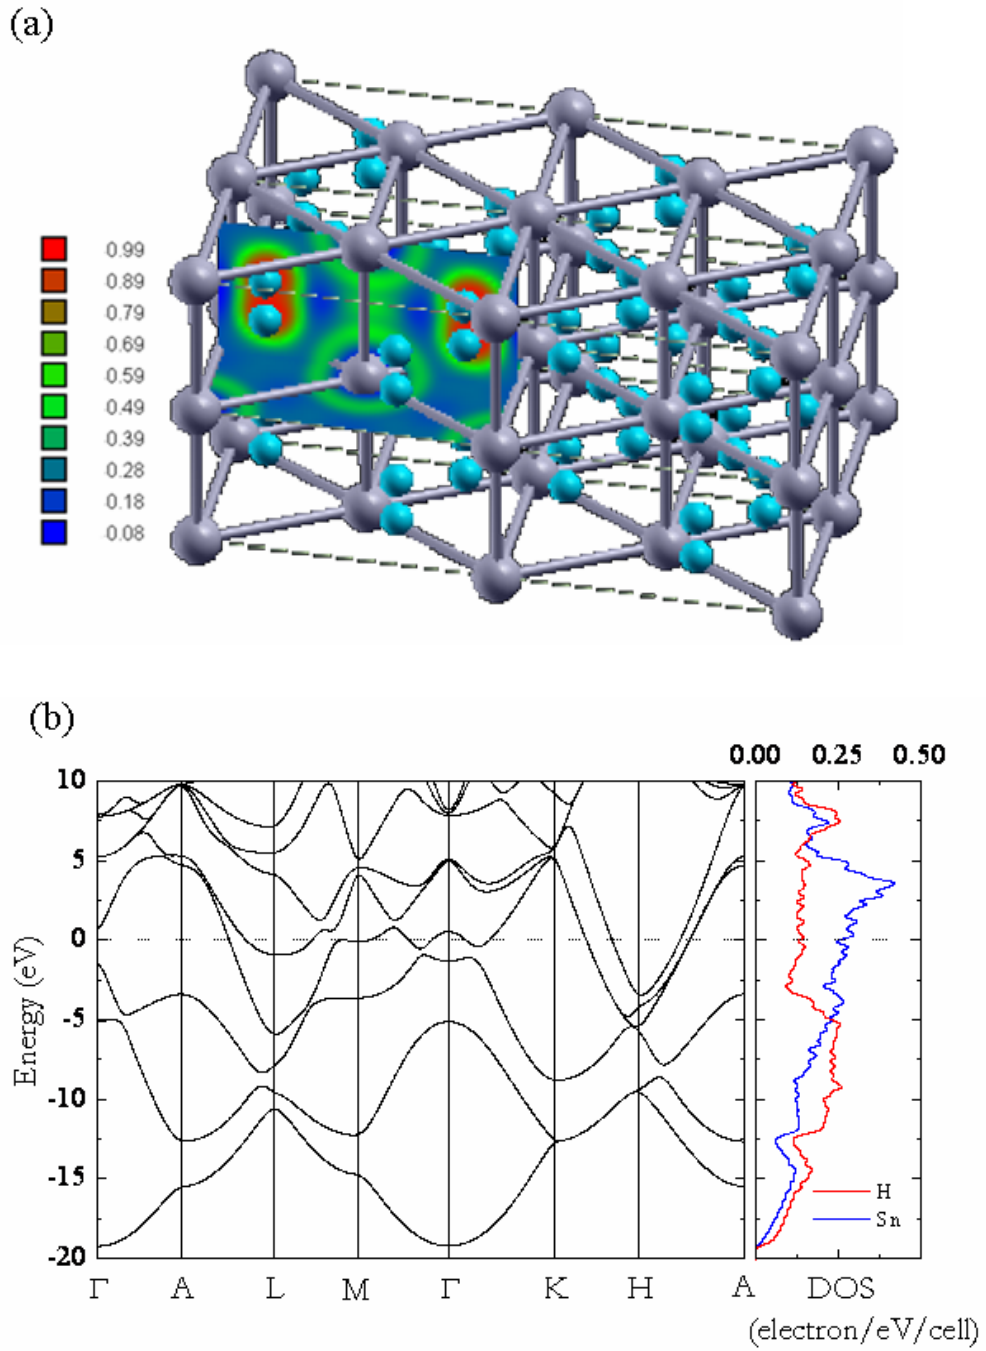 (a)
0.99
0.89
0.79
0.69
0.59
0.49
0.39
0.28
0.18
0.08
(b)
0.00 0.25 0.50
10
5
0
-5
-10
-15
-20
Energy (eV)
H
Sn
Γ A L M Γ K H A DOS
(electron/eV/cell)